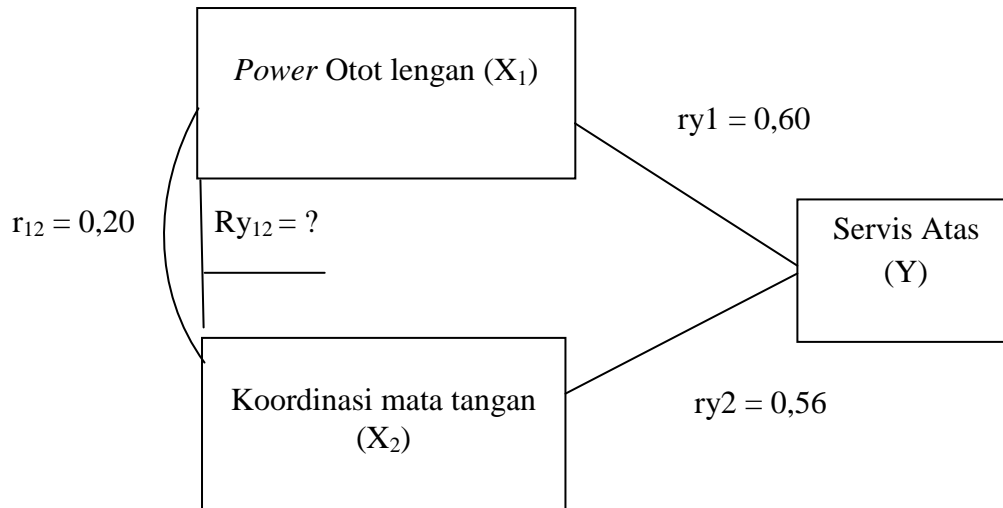 Power Otot lengan (X₁)
ry1 = 0,60
r₁₂ = 0,20
Ry₁₂ = ?
Servis Atas
(Y)
Koordinasi mata tangan
(X₂)
ry2 = 0,56